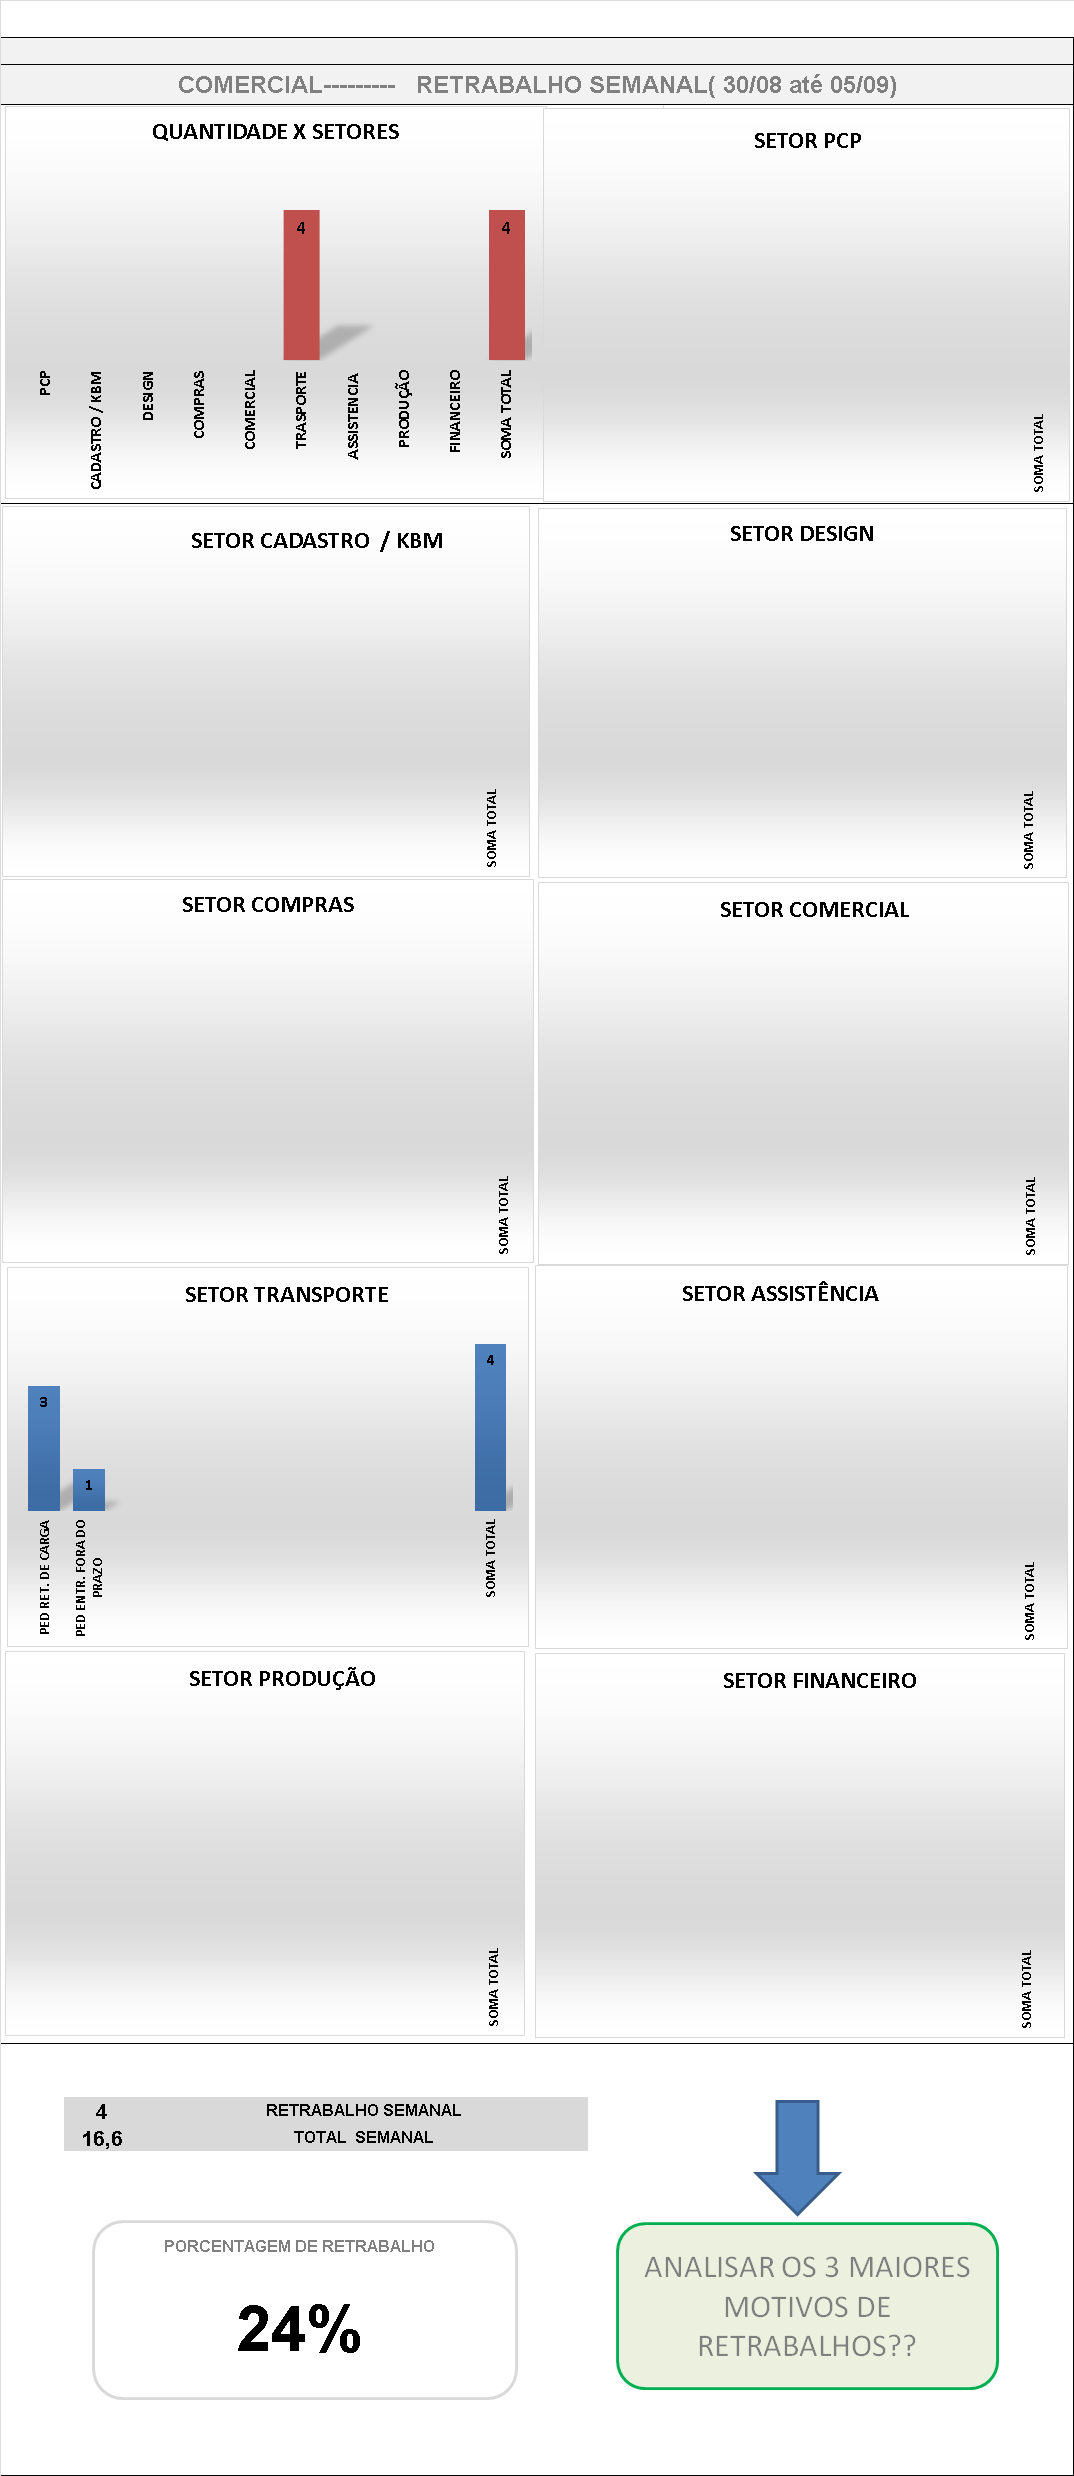 COMERCIAL--------- RETRABALHO SEMANAL( 30/08 até 05/09)
QUANTIDADE X SETORES
4
4
PCP
CADASTRO / KBM
DESIGN
COMPRAS
COMERCIAL
TRASPORTE
ASSISTENCIA
PRODUÇÃO
FINANCEIRO
SOMA TOTAL
SETOR PCP
SOMA TOTAL
SETOR CADASTRO / KBM
SOMA TOTAL
SETOR DESIGN
SOMA TOTAL
SETOR COMPRAS
SOMA TOTAL
SETOR COMERCIAL
SOMA TOTAL
SETOR TRANSPORTE
3
1
4
PED RET. DE CARGA
PED ENTR. FORA DO
PRAZO
SOMA TOTAL
SETOR ASSISTÊNCIA
SOMA TOTAL
SETOR PRODUÇÃO
SOMA TOTAL
SETOR FINANCEIRO
SOMA TOTAL
4 RETRABALHO SEMANAL
16,6 TOTAL SEMANAL
PORCENTAGEM DE RETRABALHO
24%
ANALISAR OS 3 MAIORES
MOTIVOS DE
RETRABALHOS??